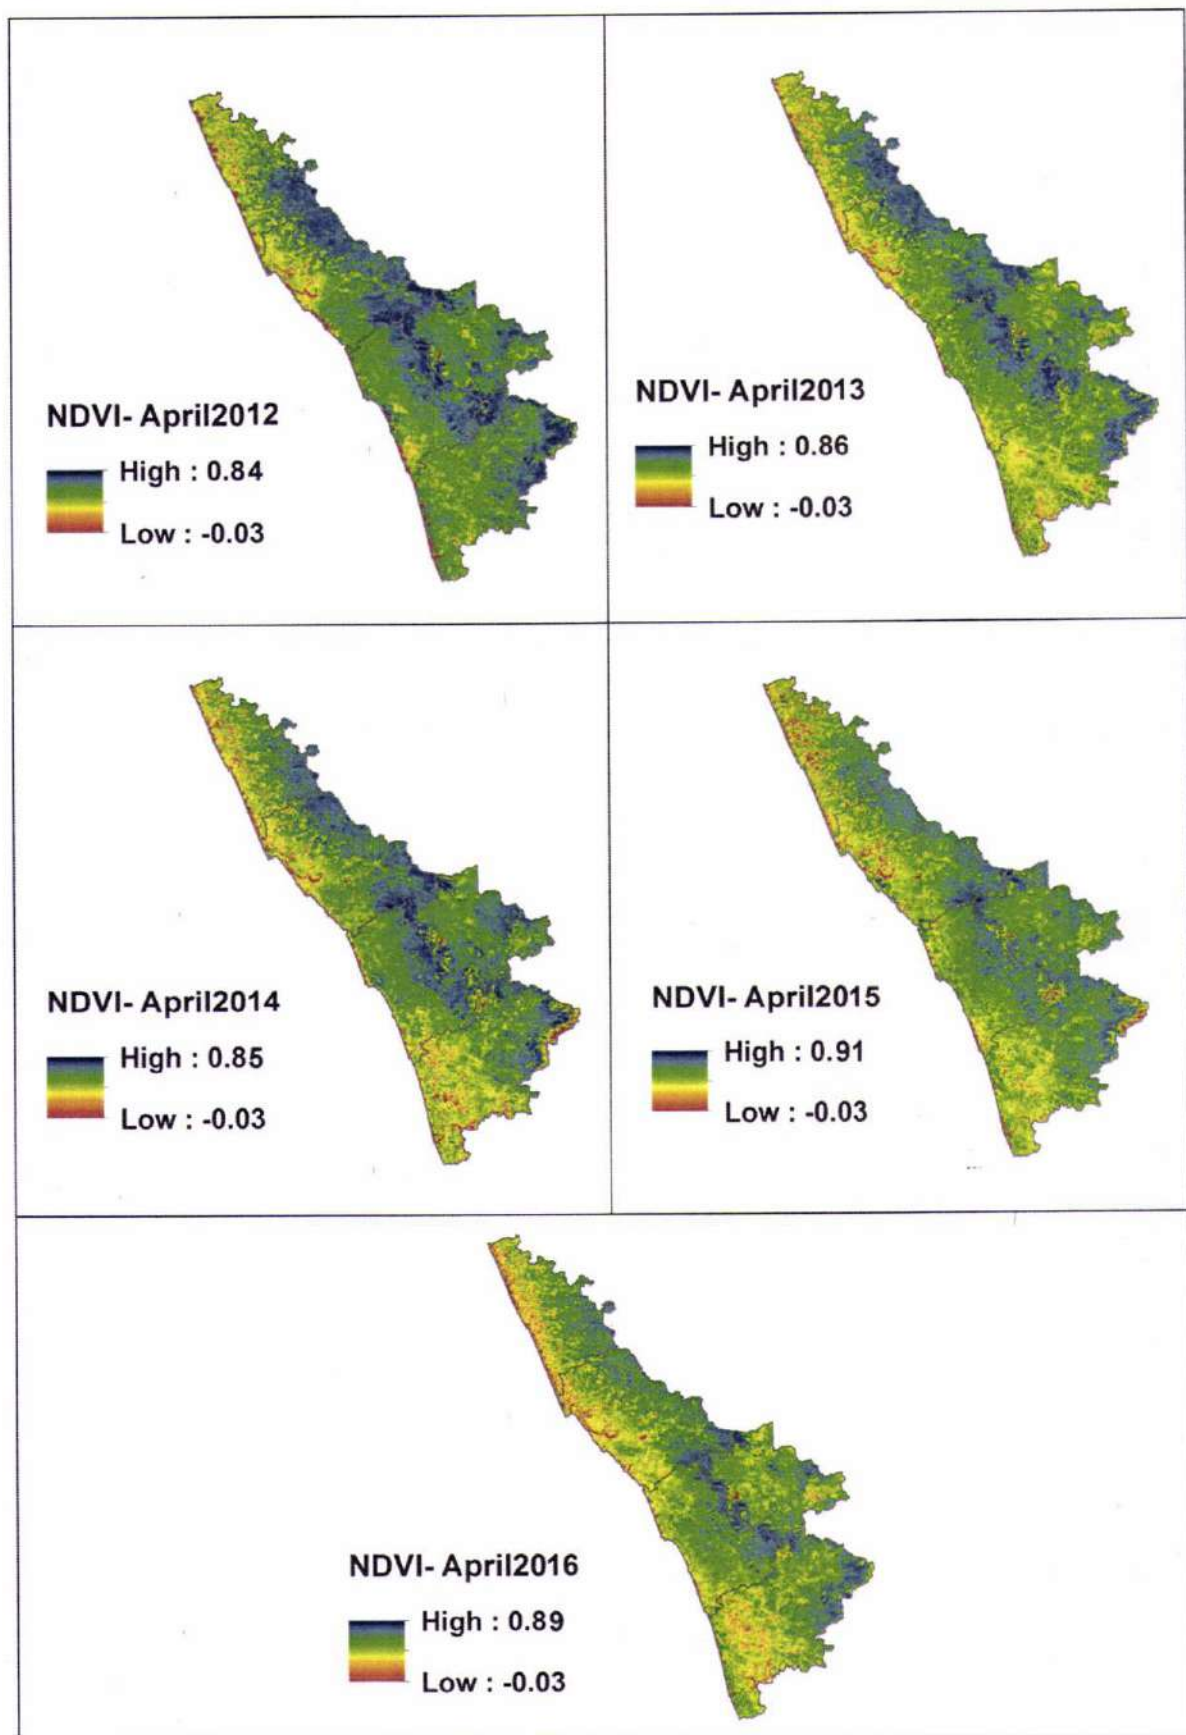 NDVI- April2012
High : 0.84
Low : -0.03
NDVI- April2013
High : 0.86
Low : -0.03
NDVI- April2014
High : 0.85
Low : -0.03
NDVI- April2015
High : 0.91
Low : -0.03
NDVI- April2016
High : 0.89
Low : -0.03